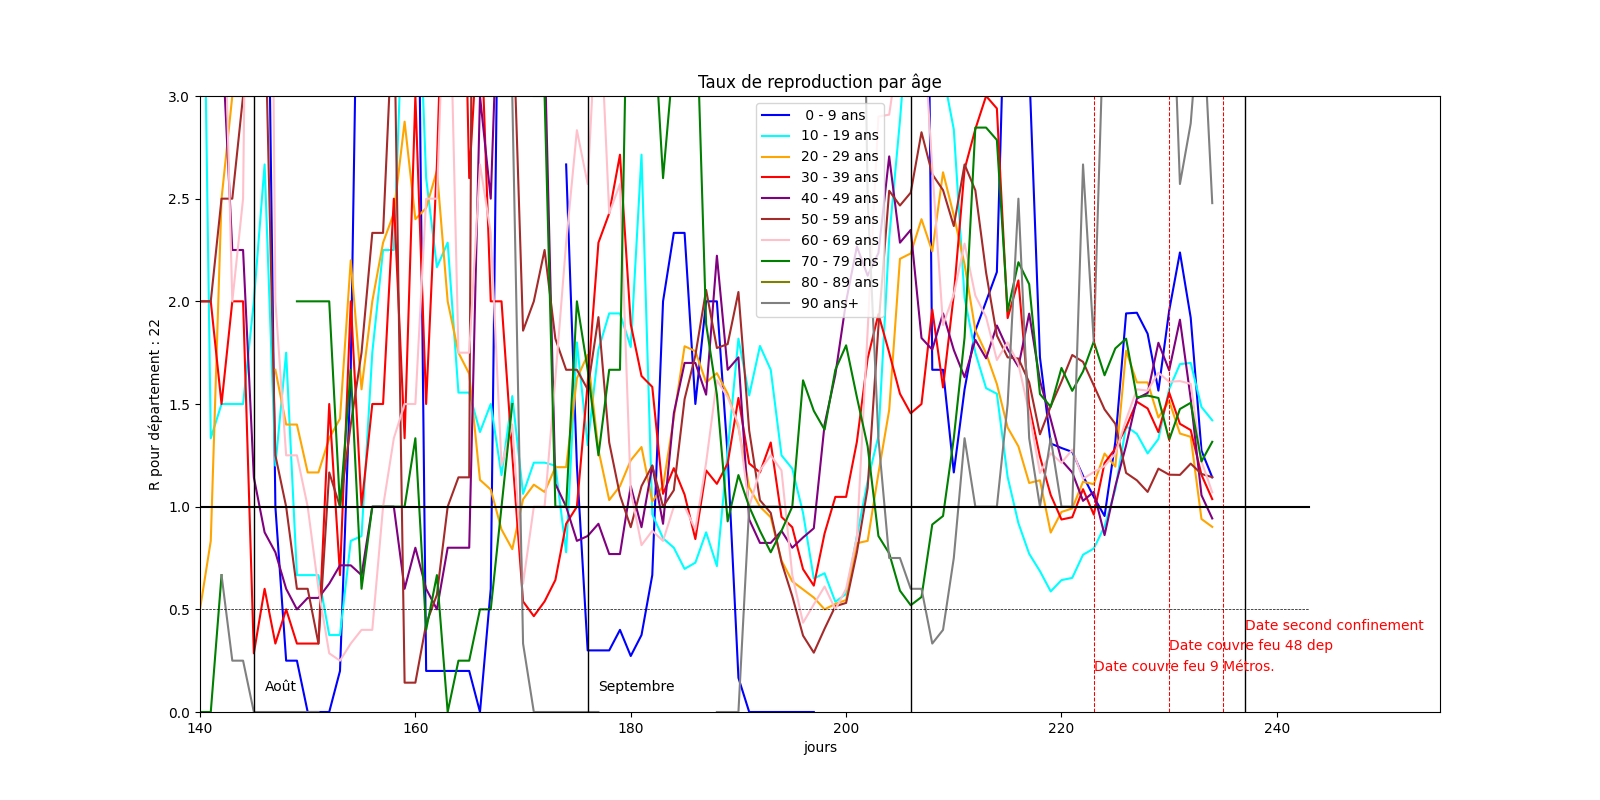 Taux de reproduction par âge
3.0
2.5
2.0
1.5
1.0
0.5
0.0
R pour département : 22
0 - 9 ans
10 - 19 ans
20 - 29 ans
30 - 39 ans
40 - 49 ans
50 - 59 ans
60 - 69 ans
70 - 79 ans
80 - 89 ans
90 ans+
Date second confinement
Date couvre feu 48 dep
Date couvre feu 9 Métros.
Août
Septembre
140
160
180
200
220
240
jours